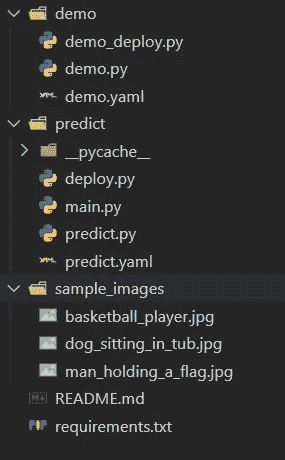 demo
demo_deploy.py
demo.py
demo.yaml
predict
__pycache__
deploy.py
main.py
predict.py
predict.yaml
sample_images
basketball_player.jpg
dog_sitting_in_tub.jpg
man_holding_a_flag.jpg
README.md
requirements.txt